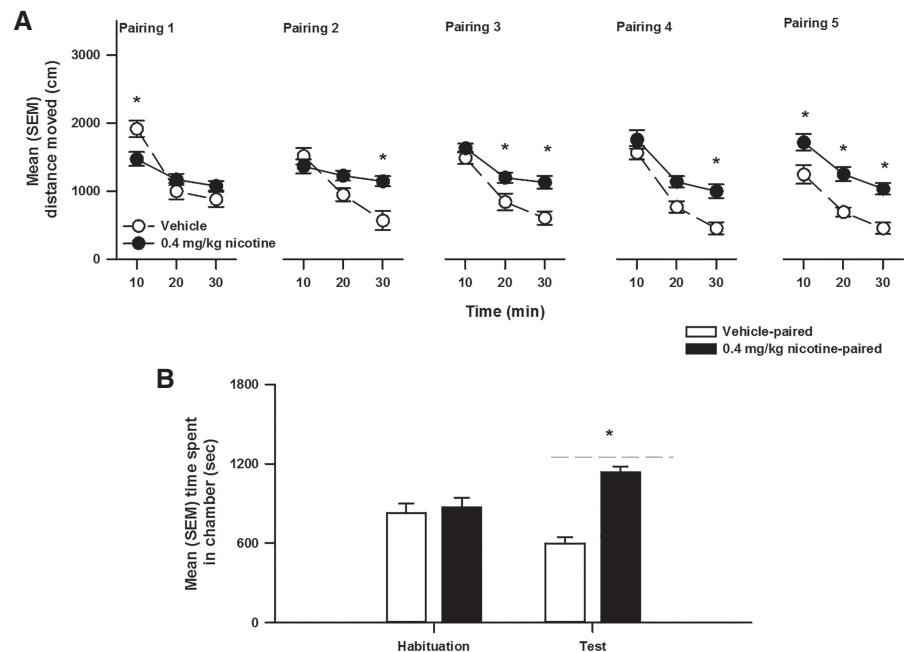 A
Pairing 1 Pairing 2 Pairing 3 Pairing 4 Pairing 5
Mean (SEM)
distance moved (cm)
3000
2000
1000
0
* * * * * * * *
Vehicle
0.4 mg/kg nicotine
10 20 30 10 20 30 10 20 30 10 20 30 10 20 30
Time (min)
Vehicle-paired
0.4 mg/kg nicotine-paired
B
Mean (SEM) time spent
in chamber (sec)
1800
1200
600
0
*
Habituation Test